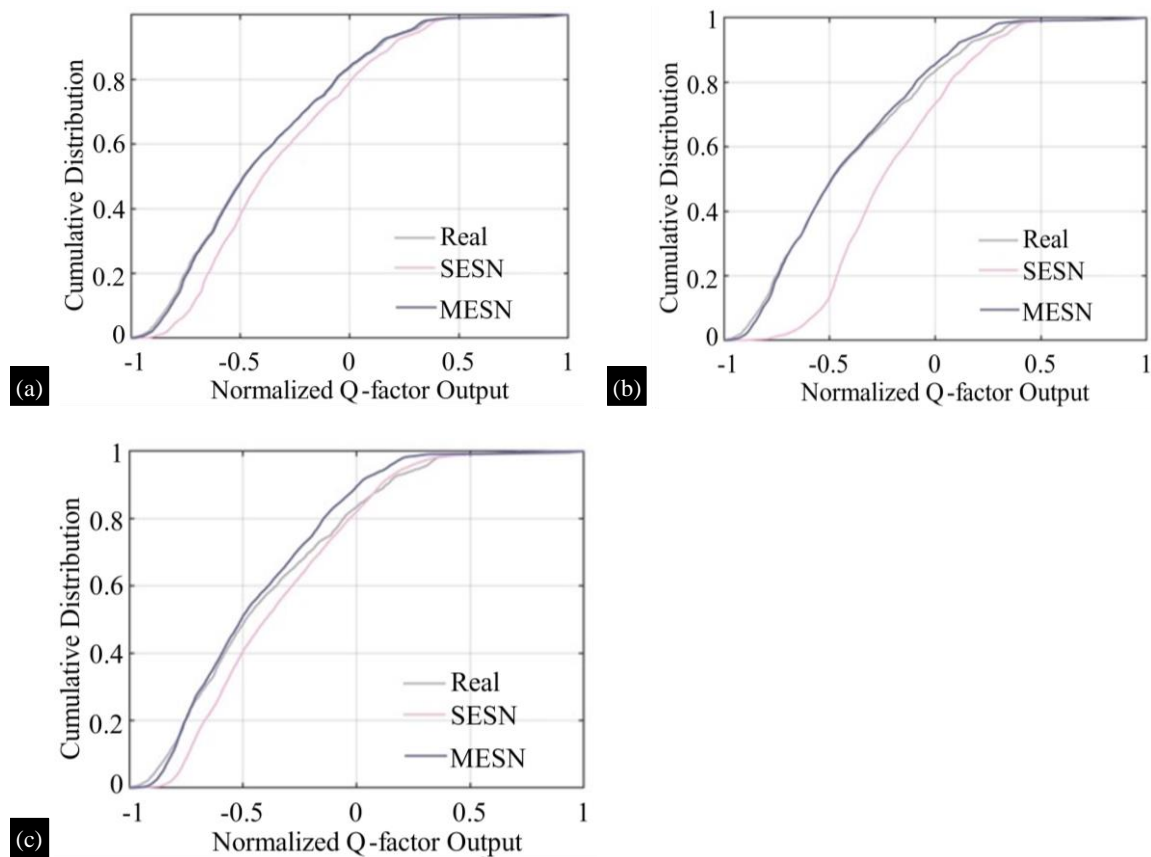 1
0.8
0.6
0.4
0.2
0
Cumulative Distribution
Real
SESN
MESN
-1 -0.5 0 0.5 1
Normalized Q-factor Output
(a)
1
0.8
0.6
0.4
0.2
0
Cumulative Distribution
Real
SESN
MESN
-1 -0.5 0 0.5 1
Normalized Q-factor Output
(b)
1
0.8
0.6
0.4
0.2
0
Cumulative Distribution
Real
SESN
MESN
-1 -0.5 0 0.5 1
Normalized Q-factor Output
(c)